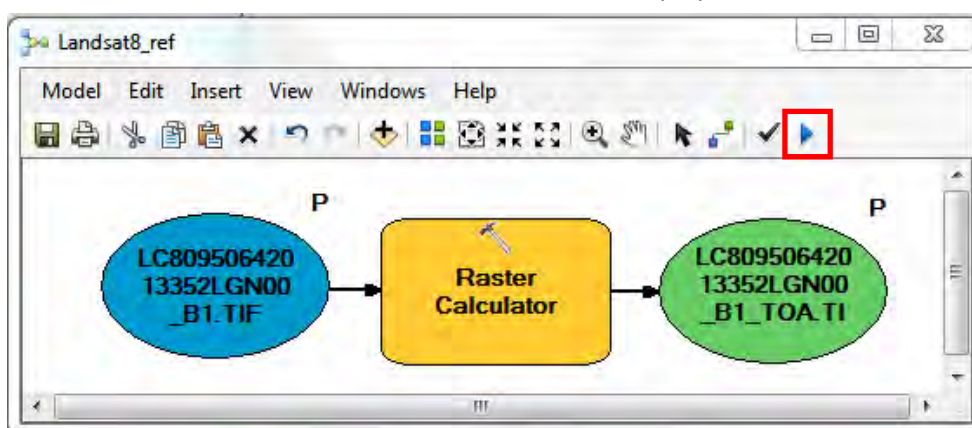 Landsat8_ref
Model Edit Insert View Windows Help
P
P
LC809506420
13352LGN00
_B1.TIF
Raster
Calculator
LC809506420
13352LGN00
_B1_TOA.TI